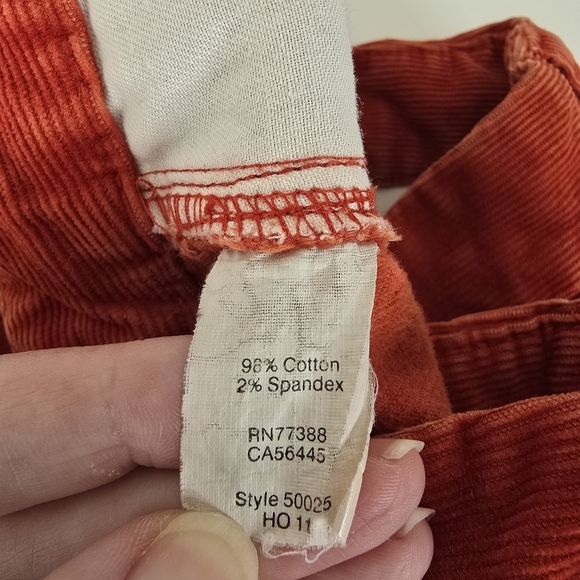 98% Cotton
2% Spandex
RN77388
CA56445
Style 50025
HO 11